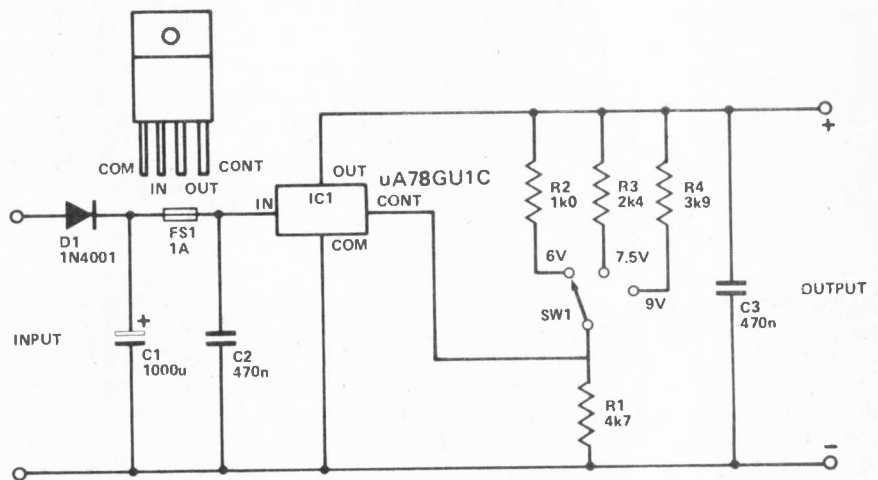 COM
CONT
IN
OUT
D1
1N4001
FS1
1A
IN
IC1
OUT
CONT
COM
uA78GU1C
R2
1k0
R3
2k4
R4
3k9
6V
7.5V
9V
SW1
INPUT
+
C1
1000u
C2
470n
R1
4k7
C3
470n
OUTPUT
+
−